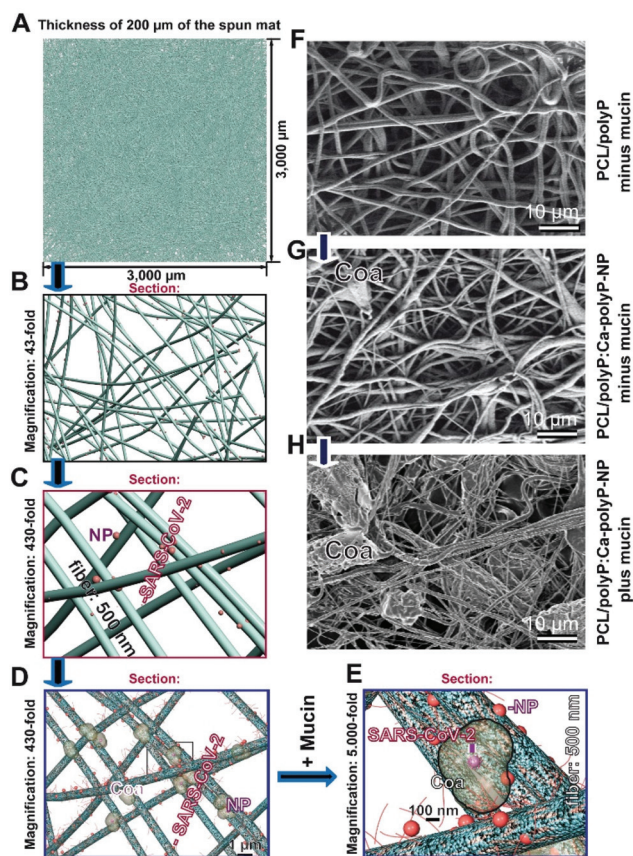 A
Thickness of 200 µm of the spun mat
3,000 µm
3,000 µm
B
Section:
Magnification: 43-fold
C
Section:
Magnification: 430-fold
NP
-SARS-CoV-2
fiber: 500 nm
D
Section:
Magnification: 430-fold
Coa
- SARS-CoV-2
NP
1 µm
+ Mucin
E
Section:
Magnification: 5.000-fold
-NP
SARS-CoV-2
Coa
100 nm
fiber: 500 nm
F
10 µm
PCL/polyP
minus mucin
G
Coa
10 µm
PCL/polyP:Ca-polyP-NP
minus mucin
H
Coa
10 µm
PCL/polyP:Ca-polyP-NP
plus mucin